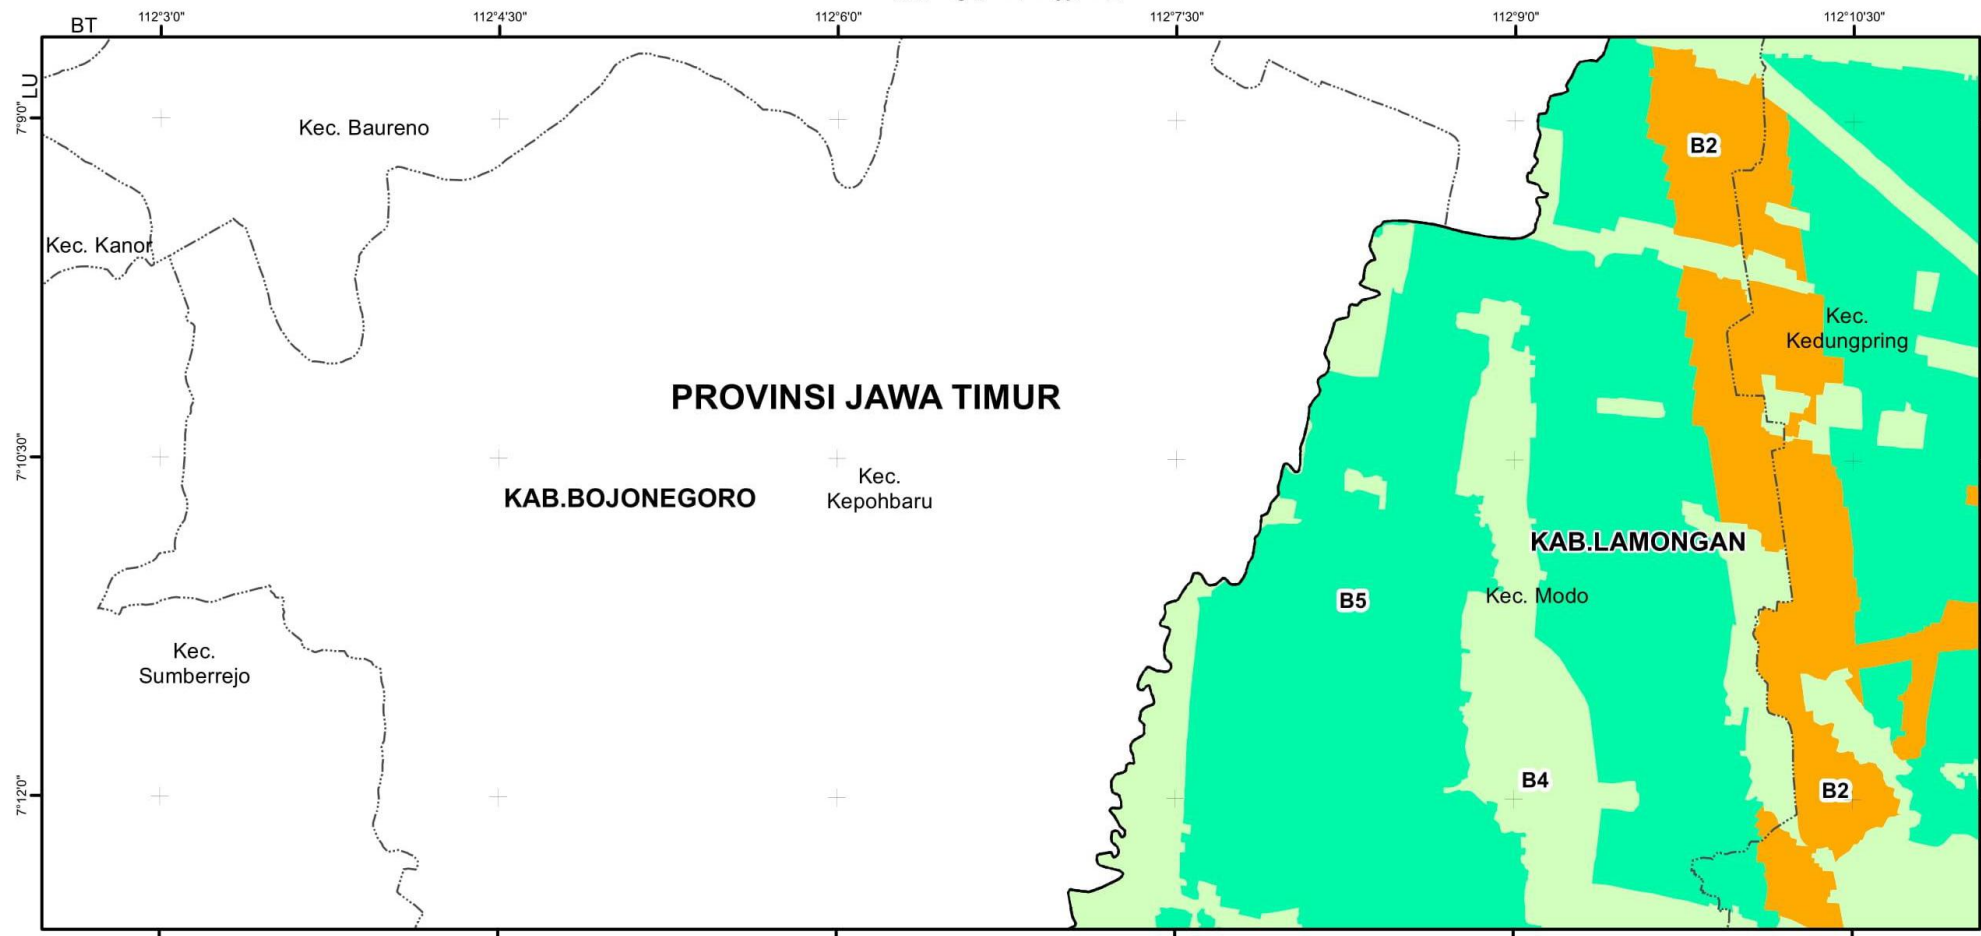 BT
112°3'0"
112°4'30"
112°6'0"
112°7'30"
112°9'0"
112°10'30"
LU
7°9'0"
Kec. Baureno
B2
Kec. Kanor
Kec.
Kedungpring
PROVINSI JAWA TIMUR
7°10'30"
KAB.BOJONEGORO
Kec.
Kepohbaru
KAB.LAMONGAN
B5
Kec. Modo
Kec.
Sumberrejo
7°12'0"
B4
B2